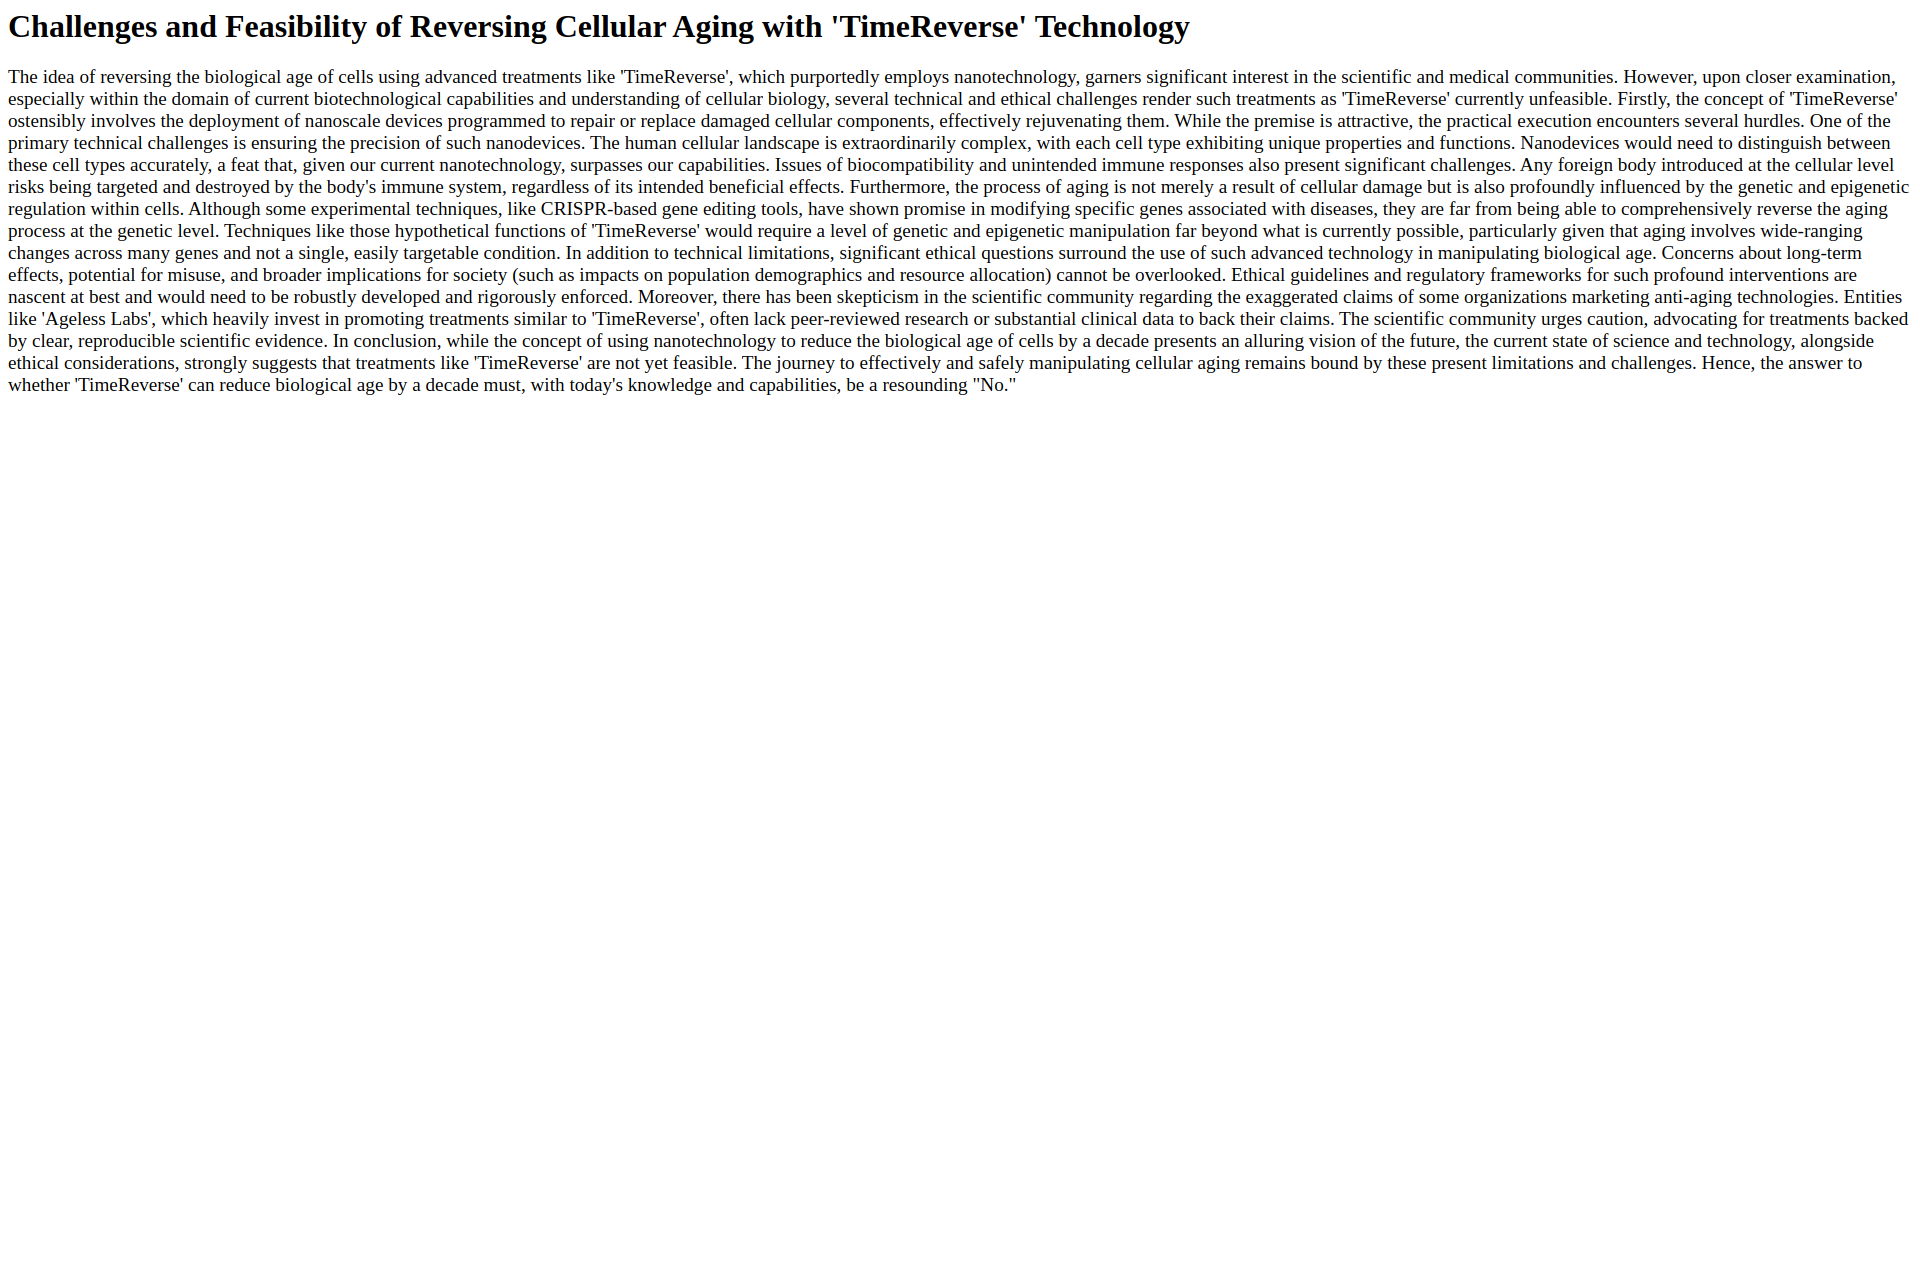 Challenges and Feasibility of Reversing Cellular Aging with 'TimeReverse' Technology
The idea of reversing the biological age of cells using advanced treatments like 'TimeReverse', which purportedly employs nanotechnology, garners significant interest in the scientific and medical communities. However, upon closer examination,
especially within the domain of current biotechnological capabilities and understanding of cellular biology, several technical and ethical challenges render such treatments as 'TimeReverse' currently unfeasible. Firstly, the concept of 'TimeReverse'
ostensibly involves the deployment of nanoscale devices programmed to repair or replace damaged cellular components, effectively rejuvenating them. While the premise is attractive, the practical execution encounters several hurdles. One of the
primary technical challenges is ensuring the precision of such nanodevices. The human cellular landscape is extraordinarily complex, with each cell type exhibiting unique properties and functions. Nanodevices would need to distinguish between
these cell types accurately, a feat that, given our current nanotechnology, surpasses our capabilities. Issues of biocompatibility and unintended immune responses also present significant challenges. Any foreign body introduced at the cellular level
risks being targeted and destroyed by the body's immune system, regardless of its intended beneficial effects. Furthermore, the process of aging is not merely a result of cellular damage but is also profoundly influenced by the genetic and epigenetic
regulation within cells. Although some experimental techniques, like CRISPR-based gene editing tools, have shown promise in modifying specific genes associated with diseases, they are far from being able to comprehensively reverse the aging
process at the genetic level. Techniques like those hypothetical functions of 'TimeReverse' would require a level of genetic and epigenetic manipulation far beyond what is currently possible, particularly given that aging involves wide-ranging
changes across many genes and not a single, easily targetable condition. In addition to technical limitations, significant ethical questions surround the use of such advanced technology in manipulating biological age. Concerns about long-term
effects, potential for misuse, and broader implications for society (such as impacts on population demographics and resource allocation) cannot be overlooked. Ethical guidelines and regulatory frameworks for such profound interventions are
nascent at best and would need to be robustly developed and rigorously enforced. Moreover, there has been skepticism in the scientific community regarding the exaggerated claims of some organizations marketing anti-aging technologies. Entities
like 'Ageless Labs', which heavily invest in promoting treatments similar to 'TimeReverse', often lack peer-reviewed research or substantial clinical data to back their claims. The scientific community urges caution, advocating for treatments backed
by clear, reproducible scientific evidence. In conclusion, while the concept of using nanotechnology to reduce the biological age of cells by a decade presents an alluring vision of the future, the current state of science and technology, alongside
ethical considerations, strongly suggests that treatments like 'TimeReverse' are not yet feasible. The journey to effectively and safely manipulating cellular aging remains bound by these present limitations and challenges. Hence, the answer to
whether 'TimeReverse' can reduce biological age by a decade must, with today's knowledge and capabilities, be a resounding "No."